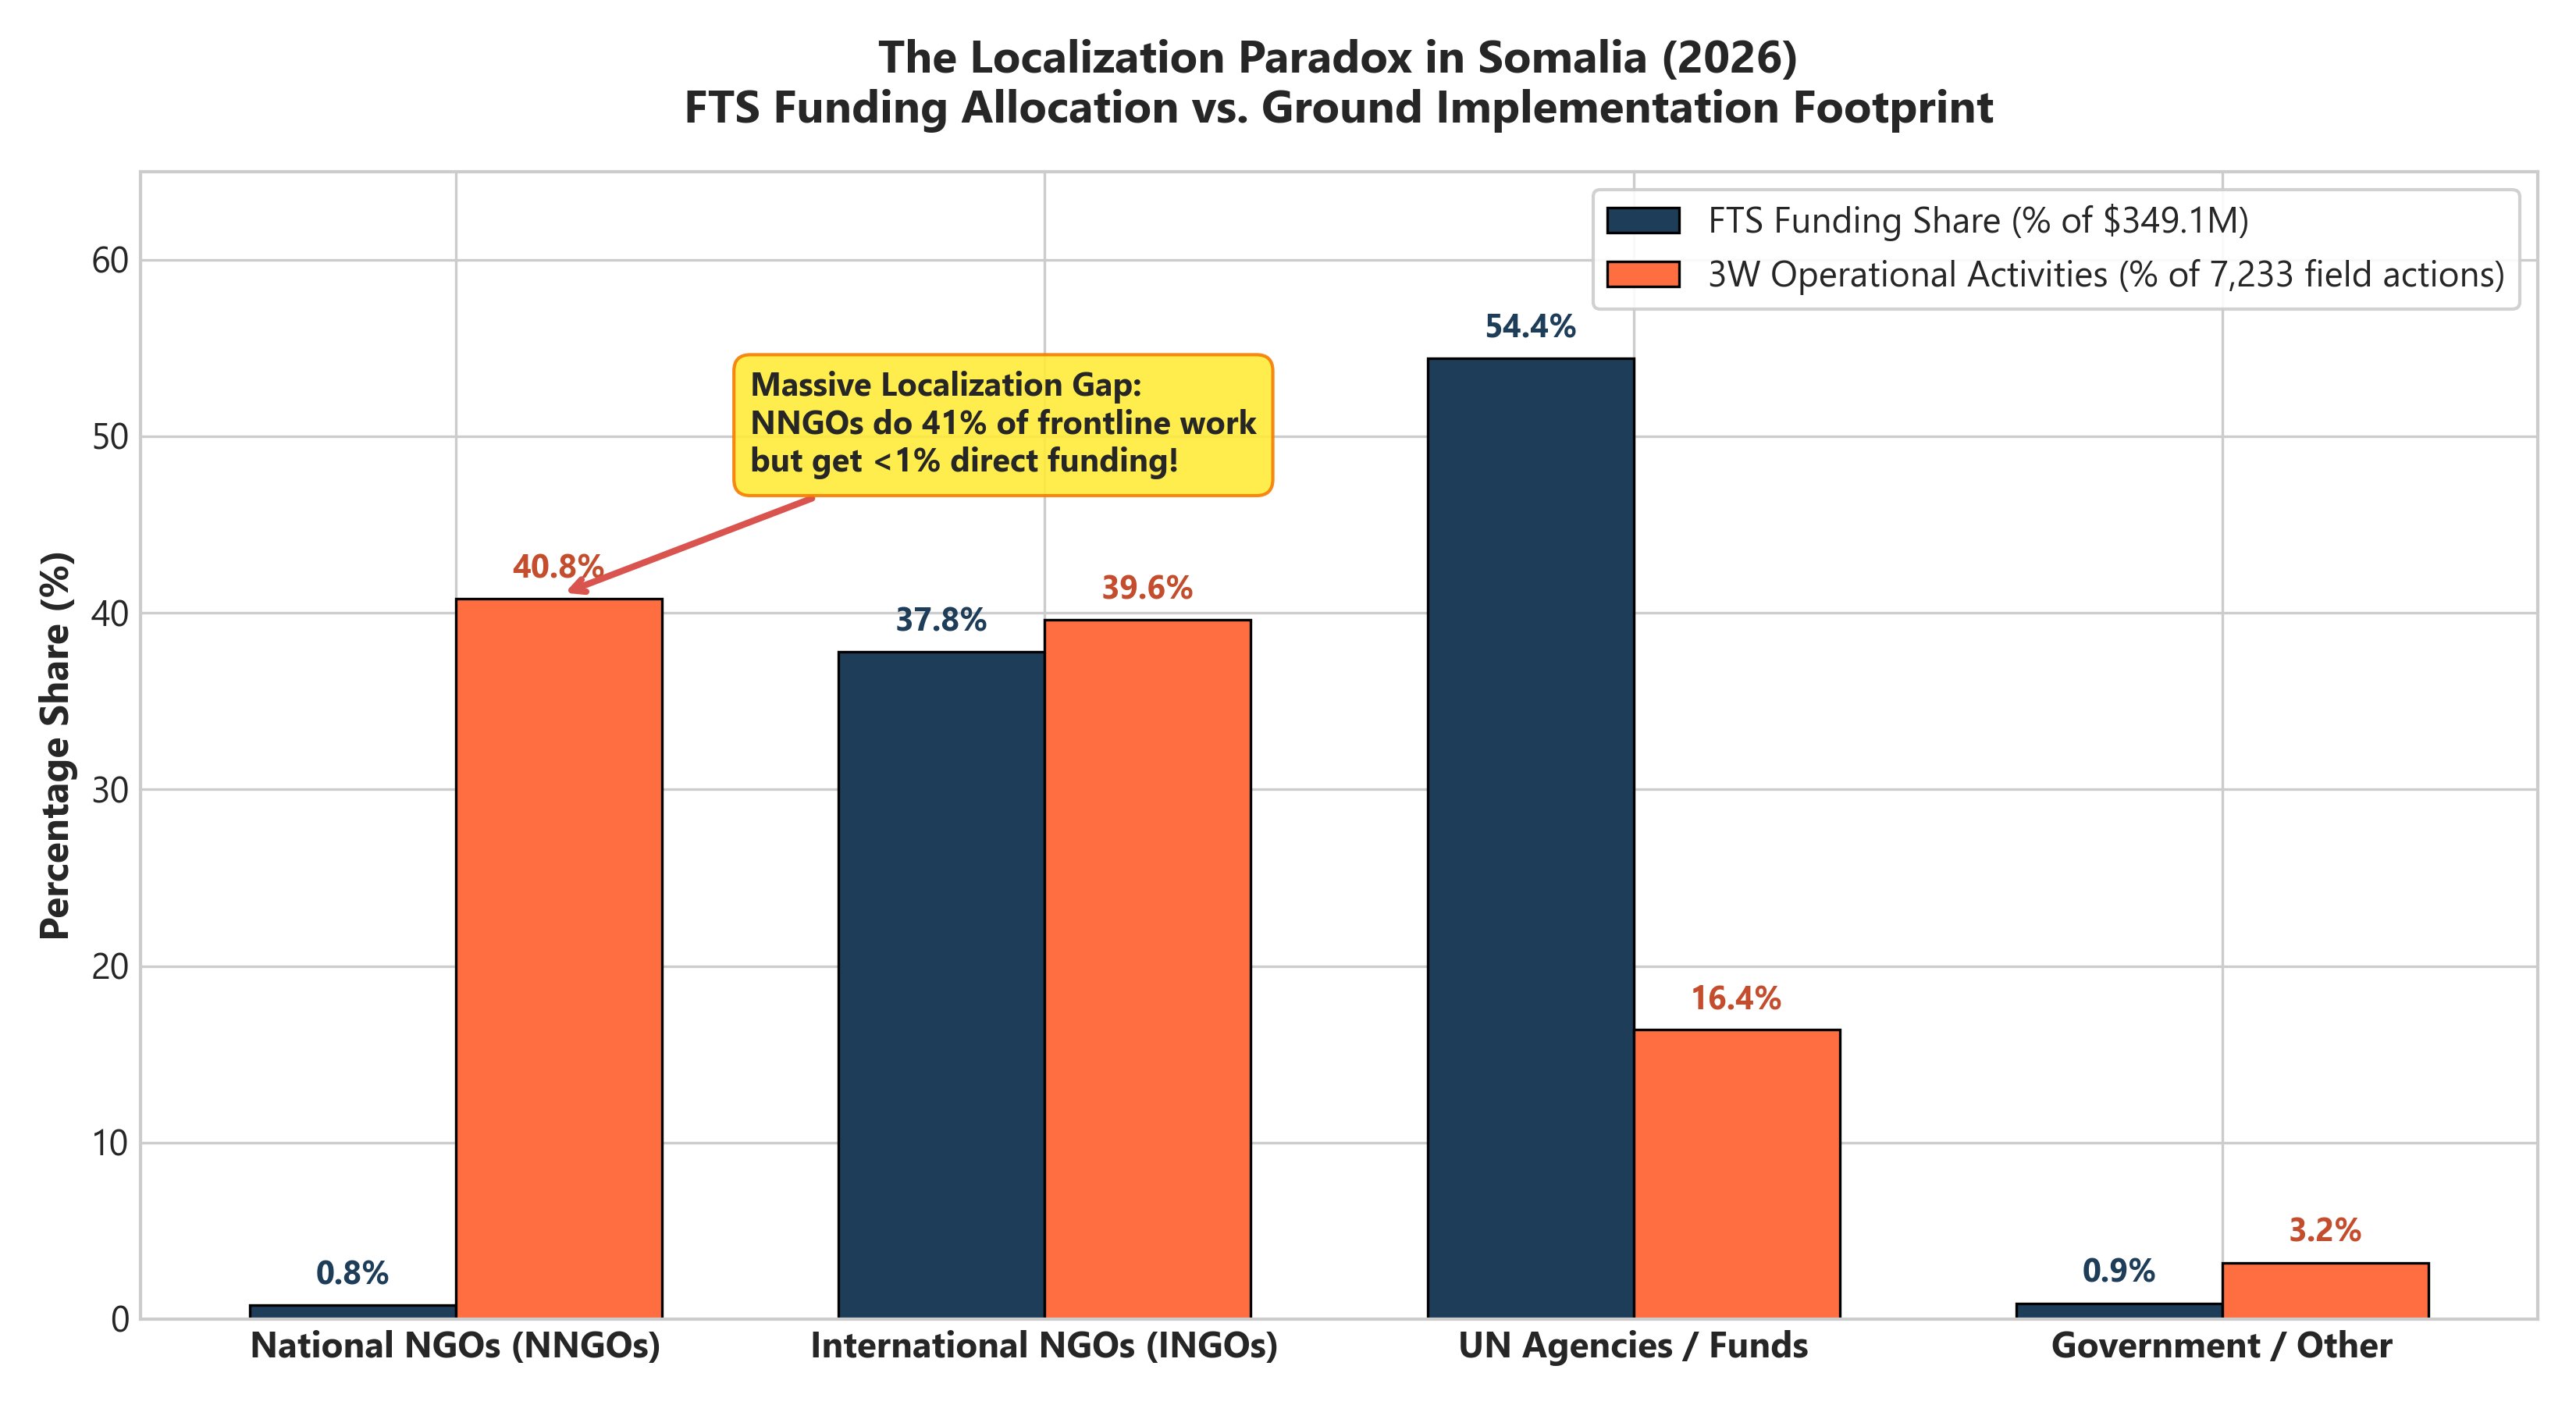 The Localization Paradox in Somalia (2026)
FTS Funding Allocation vs. Ground Implementation Footprint
FTS Funding Share (% of $349.1M)
3W Operational Activities (% of 7,233 field actions)
Massive Localization Gap:
NNGOs do 41% of frontline work
but get <1% direct funding!
Percentage Share (%)
60
50
40
30
20
10
0
0.8%
40.8%
37.8%
39.6%
54.4%
16.4%
0.9%
3.2%
National NGOs (NNGOs)
International NGOs (INGOs)
UN Agencies / Funds
Government / Other